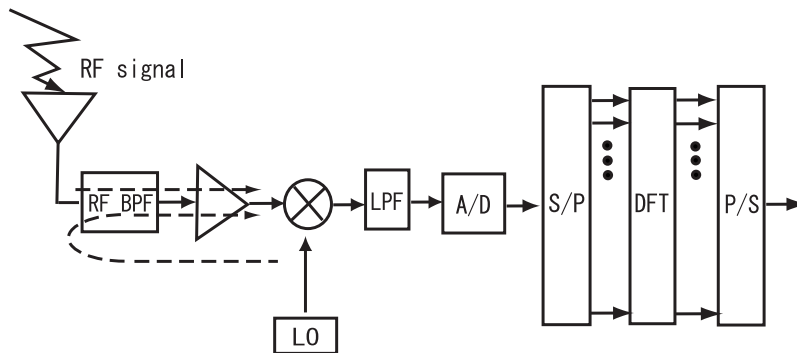 RF signal
RF BPF
LPF
A/D
S/P
DFT
P/S
LO